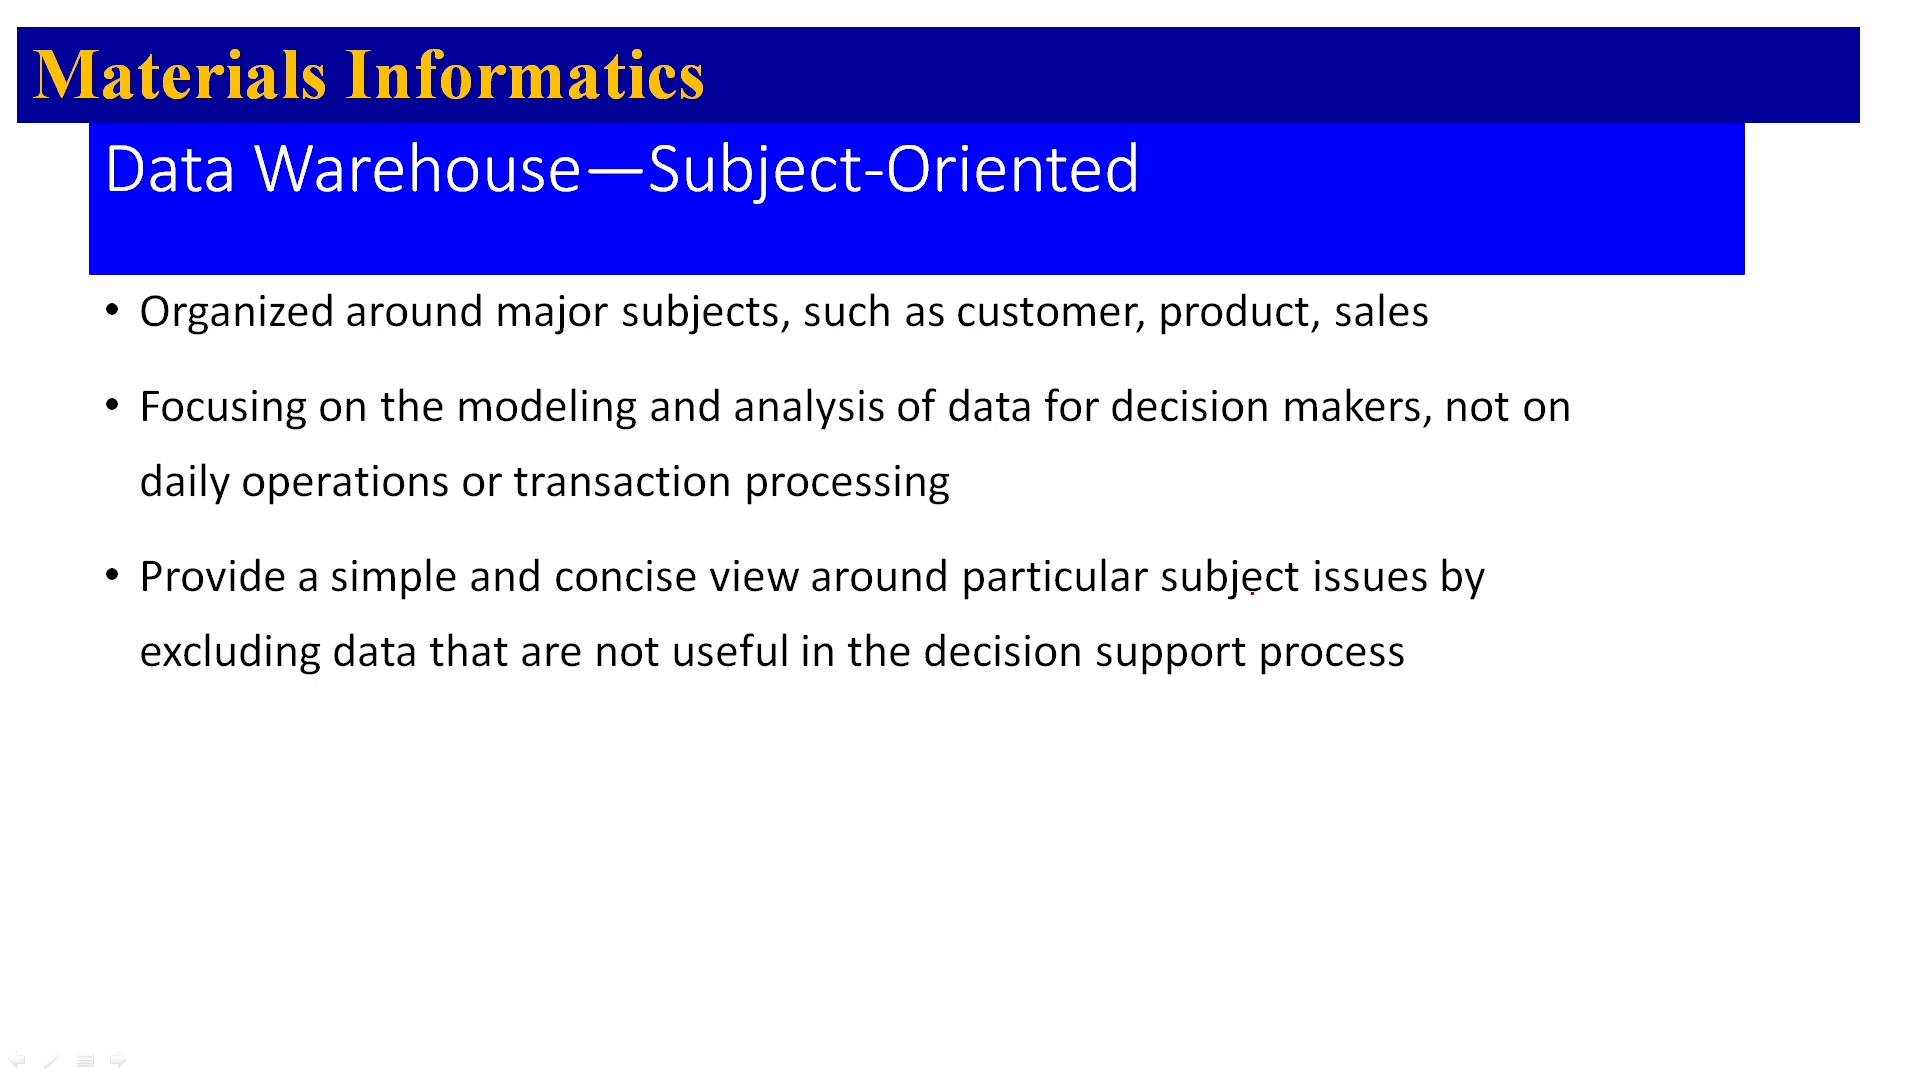 Materials Informatics
Data Warehouse—Subject-Oriented
• Organized around major subjects, such as customer, product, sales
• Focusing on the modeling and analysis of data for decision makers, not on
daily operations or transaction processing
• Provide a simple and concise view around particular subject issues by
excluding data that are not useful in the decision support process